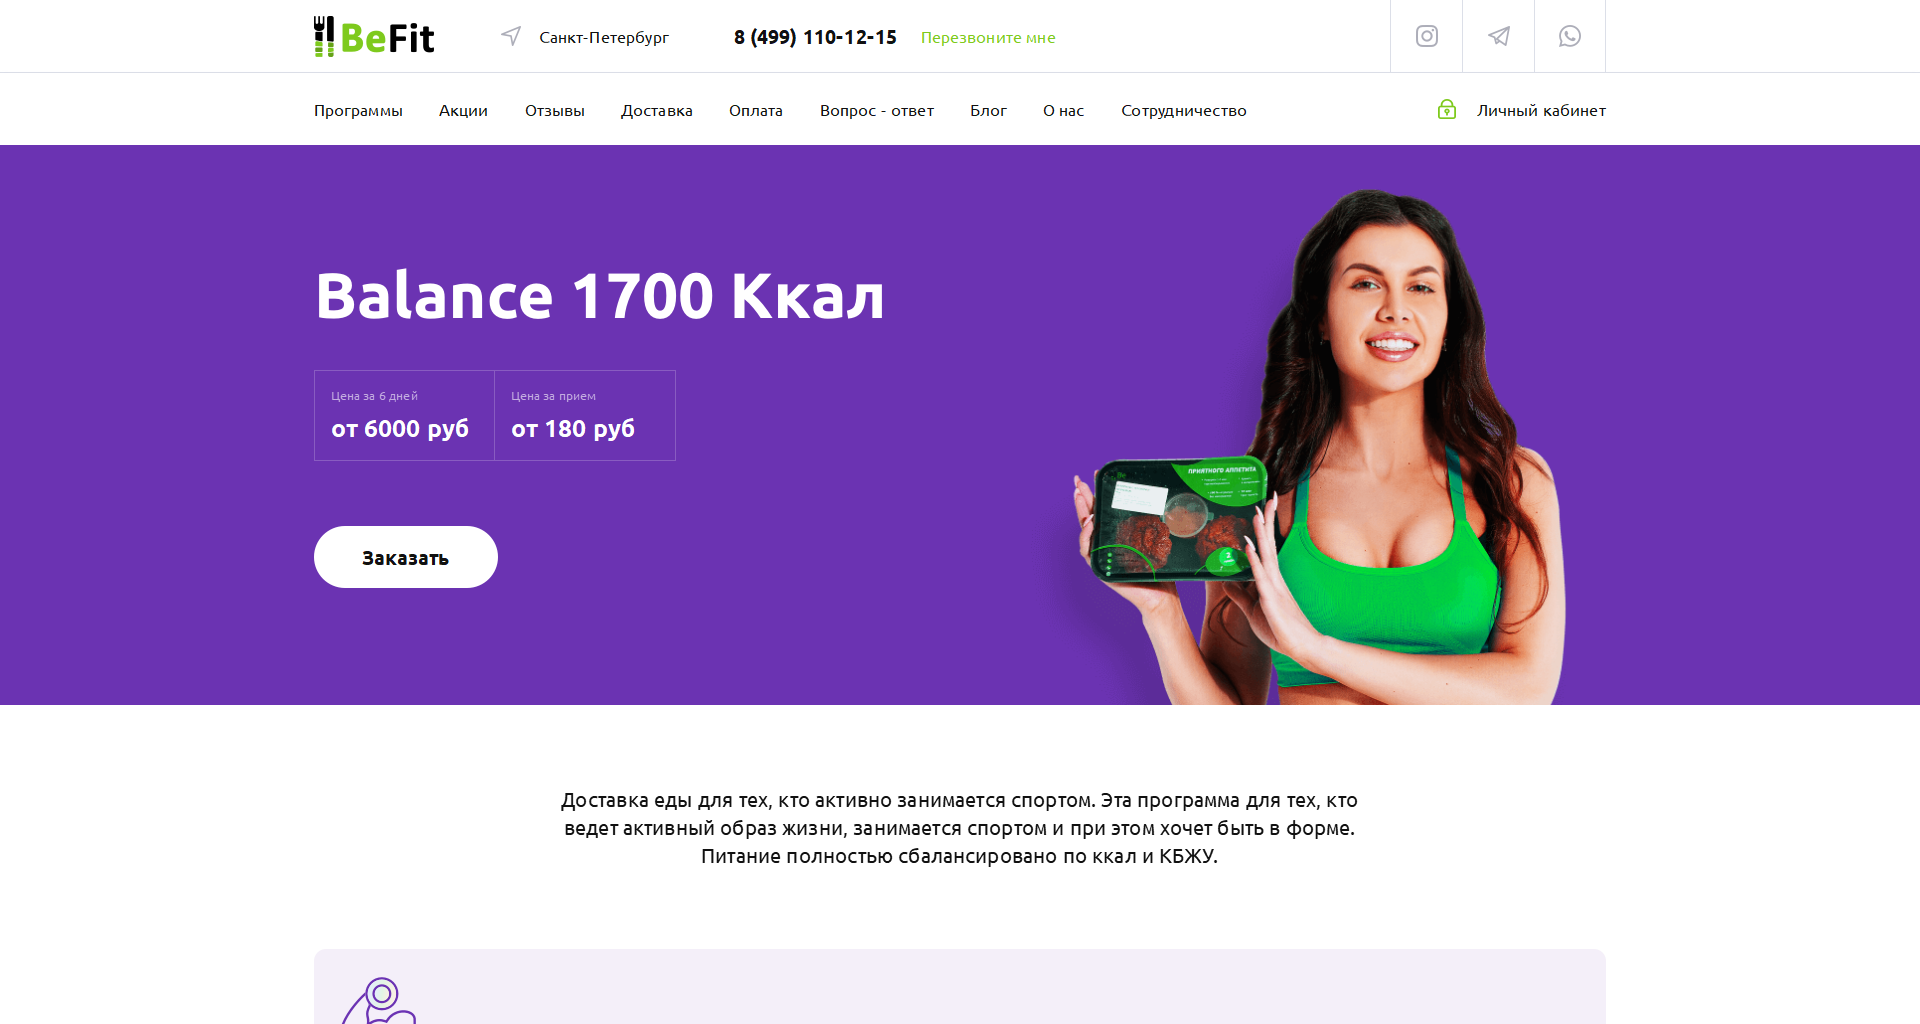 BeFit
Санкт-Петербург
8 (499) 110-12-15
Перезвоните мне
Программы
Акции
Отзывы
Доставка
Оплата
Вопрос - ответ
Блог
О нас
Сотрудничество
Личный кабинет
Balance 1700 Ккал
Цена за 6 дней
от 6000 руб
Цена за прием
от 180 руб
Заказать
ПРИЯТНОГО АППЕТИТА
Доставка еды для тех, кто активно занимается спортом. Эта программа для тех, кто
ведет активный образ жизни, занимается спортом и при этом хочет быть в форме.
Питание полностью сбалансировано по ккал и КБЖУ.